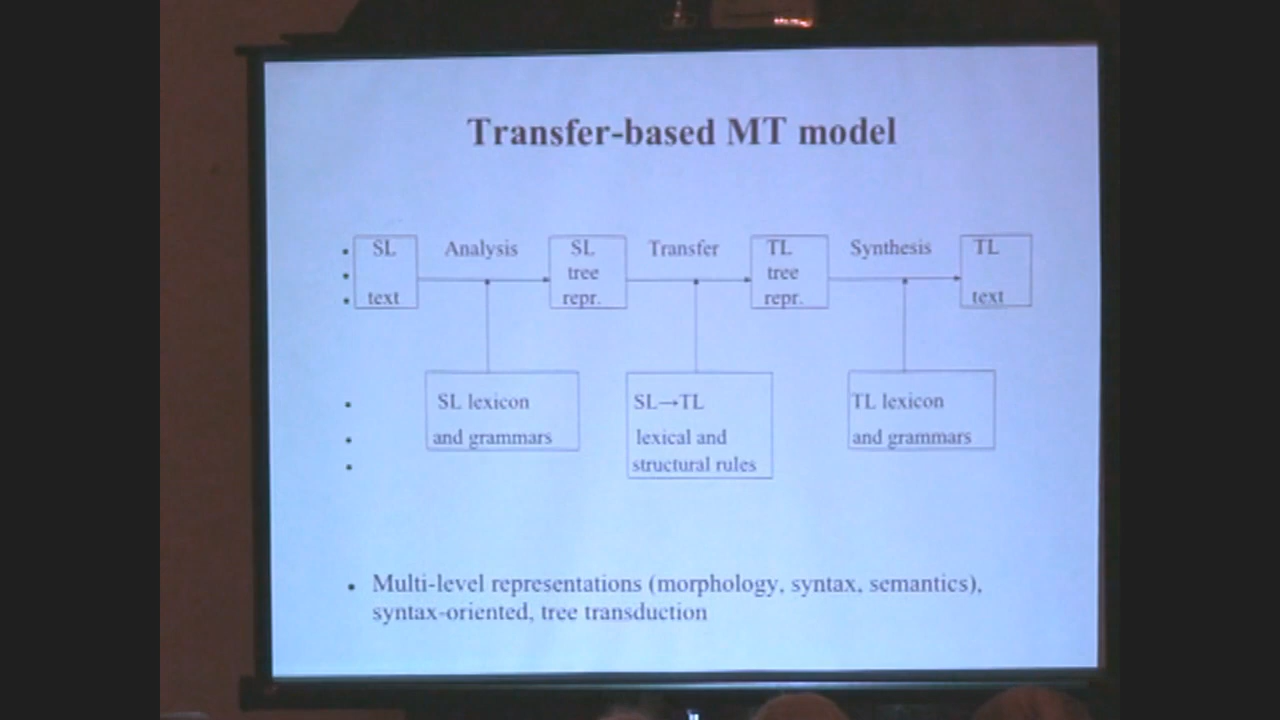 Transfer-based MT model
• SL Analysis SL Transfer TL Synthesis TL
• tree tree
• text repr. repr. text
• SL lexicon SL→TL TL lexicon
• and grammars lexical and and grammars
• structural rules
• Multi-level representations (morphology, syntax, semantics),
syntax-oriented, tree transduction